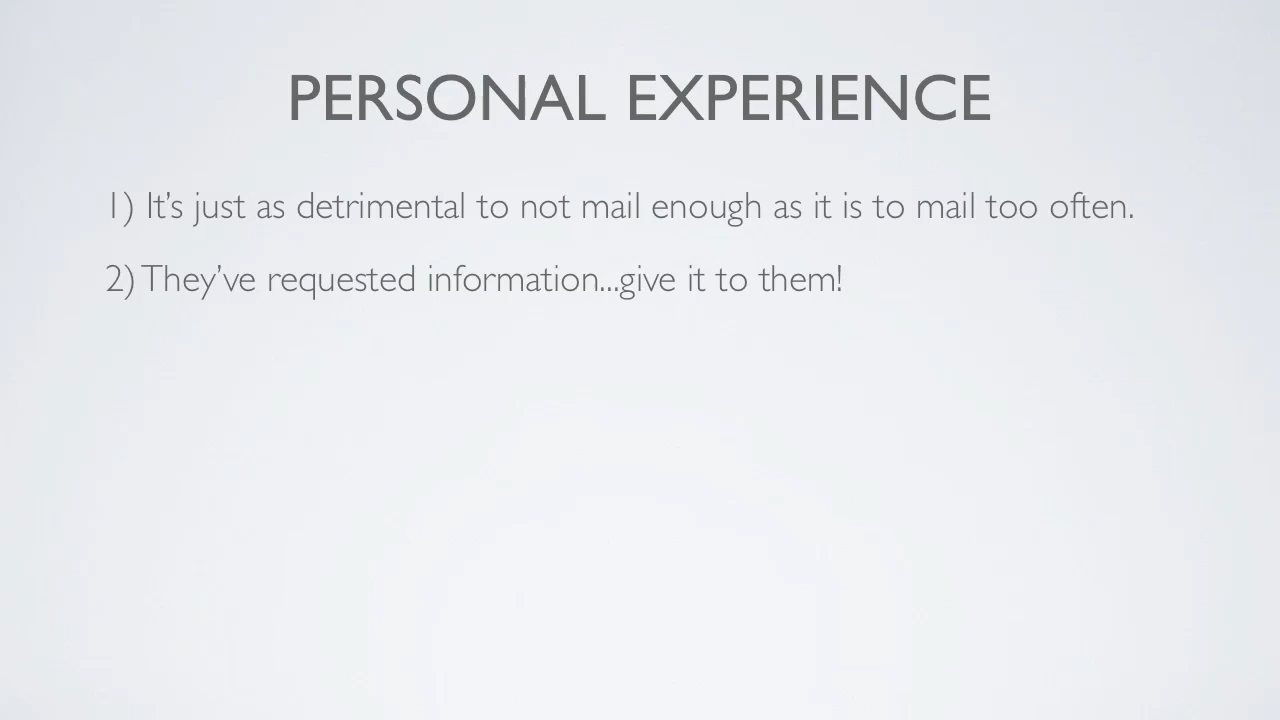 PERSONAL EXPERIENCE
1) It’s just as detrimental to not mail enough as it is to mail too often.
2) They’ve requested information...give it to them!